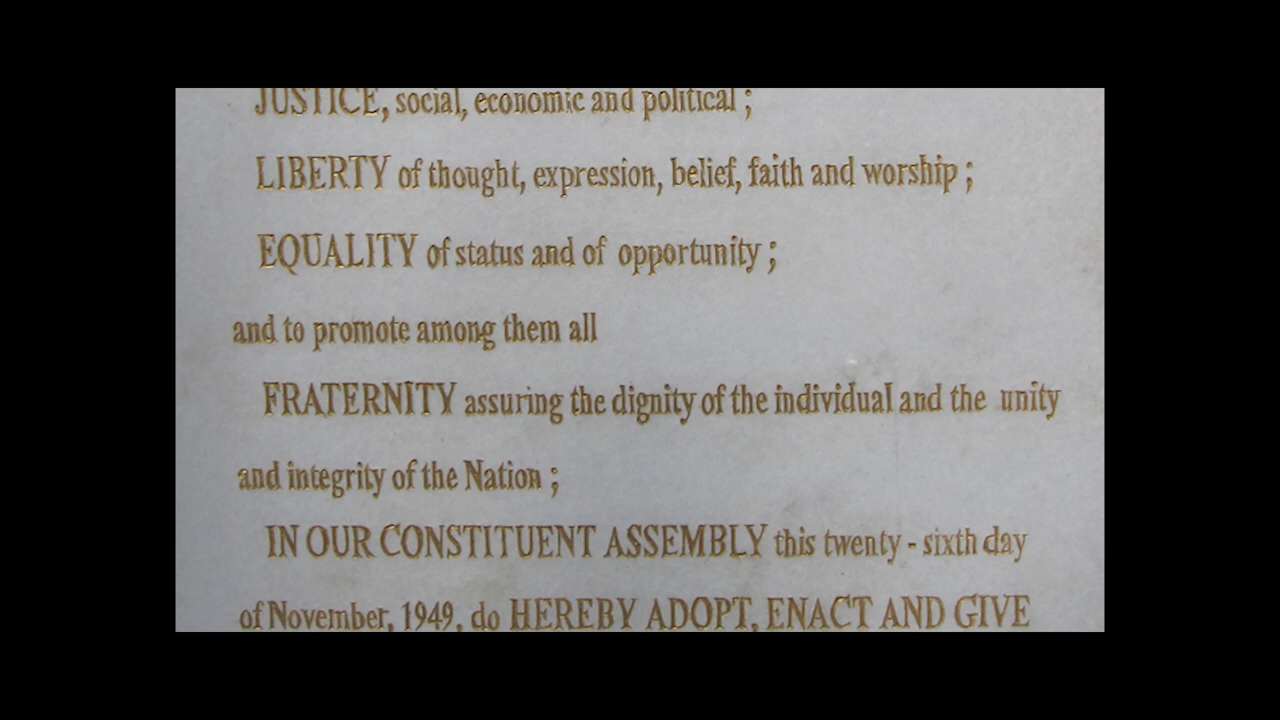 JUSTICE, social, economic and political ;
LIBERTY of thought, expression, belief, faith and worship ;
EQUALITY of status and of opportunity ;
and to promote among them all
FRATERNITY assuring the dignity of the individual and the unity
and integrity of the Nation ;
IN OUR CONSTITUENT ASSEMBLY this twenty - sixth day
of November, 1949, do HEREBY ADOPT, ENACT AND GIVE